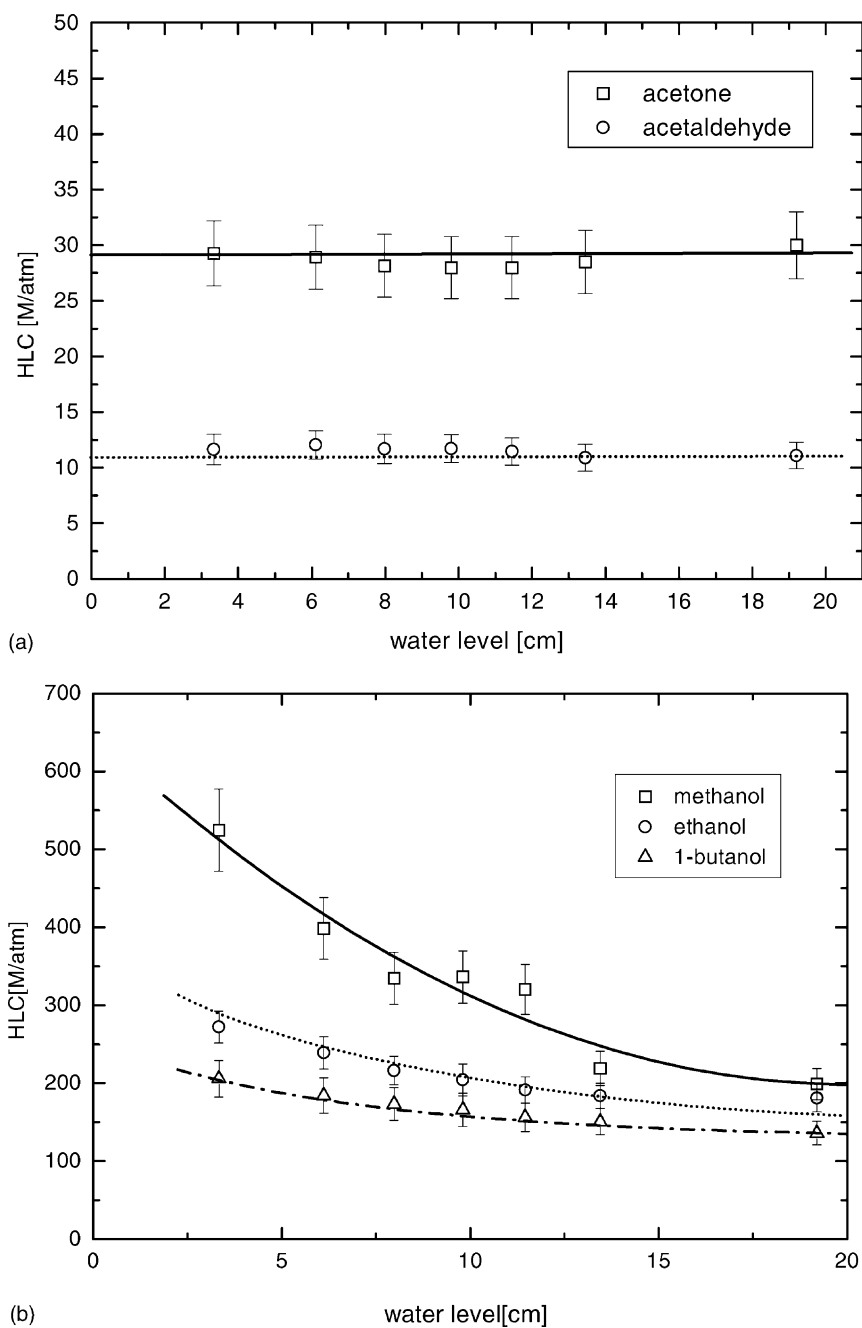 50
45
40
35
30
25
20
15
10
5
0
HLC [M/atm]
acetone
acetaldehyde
0 2 4 6 8 10 12 14 16 18 20
water level [cm]
(a)
700
600
500
400
300
200
100
0
HLC[M/atm]
methanol
ethanol
1-butanol
0 5 10 15 20
water level[cm]
(b)